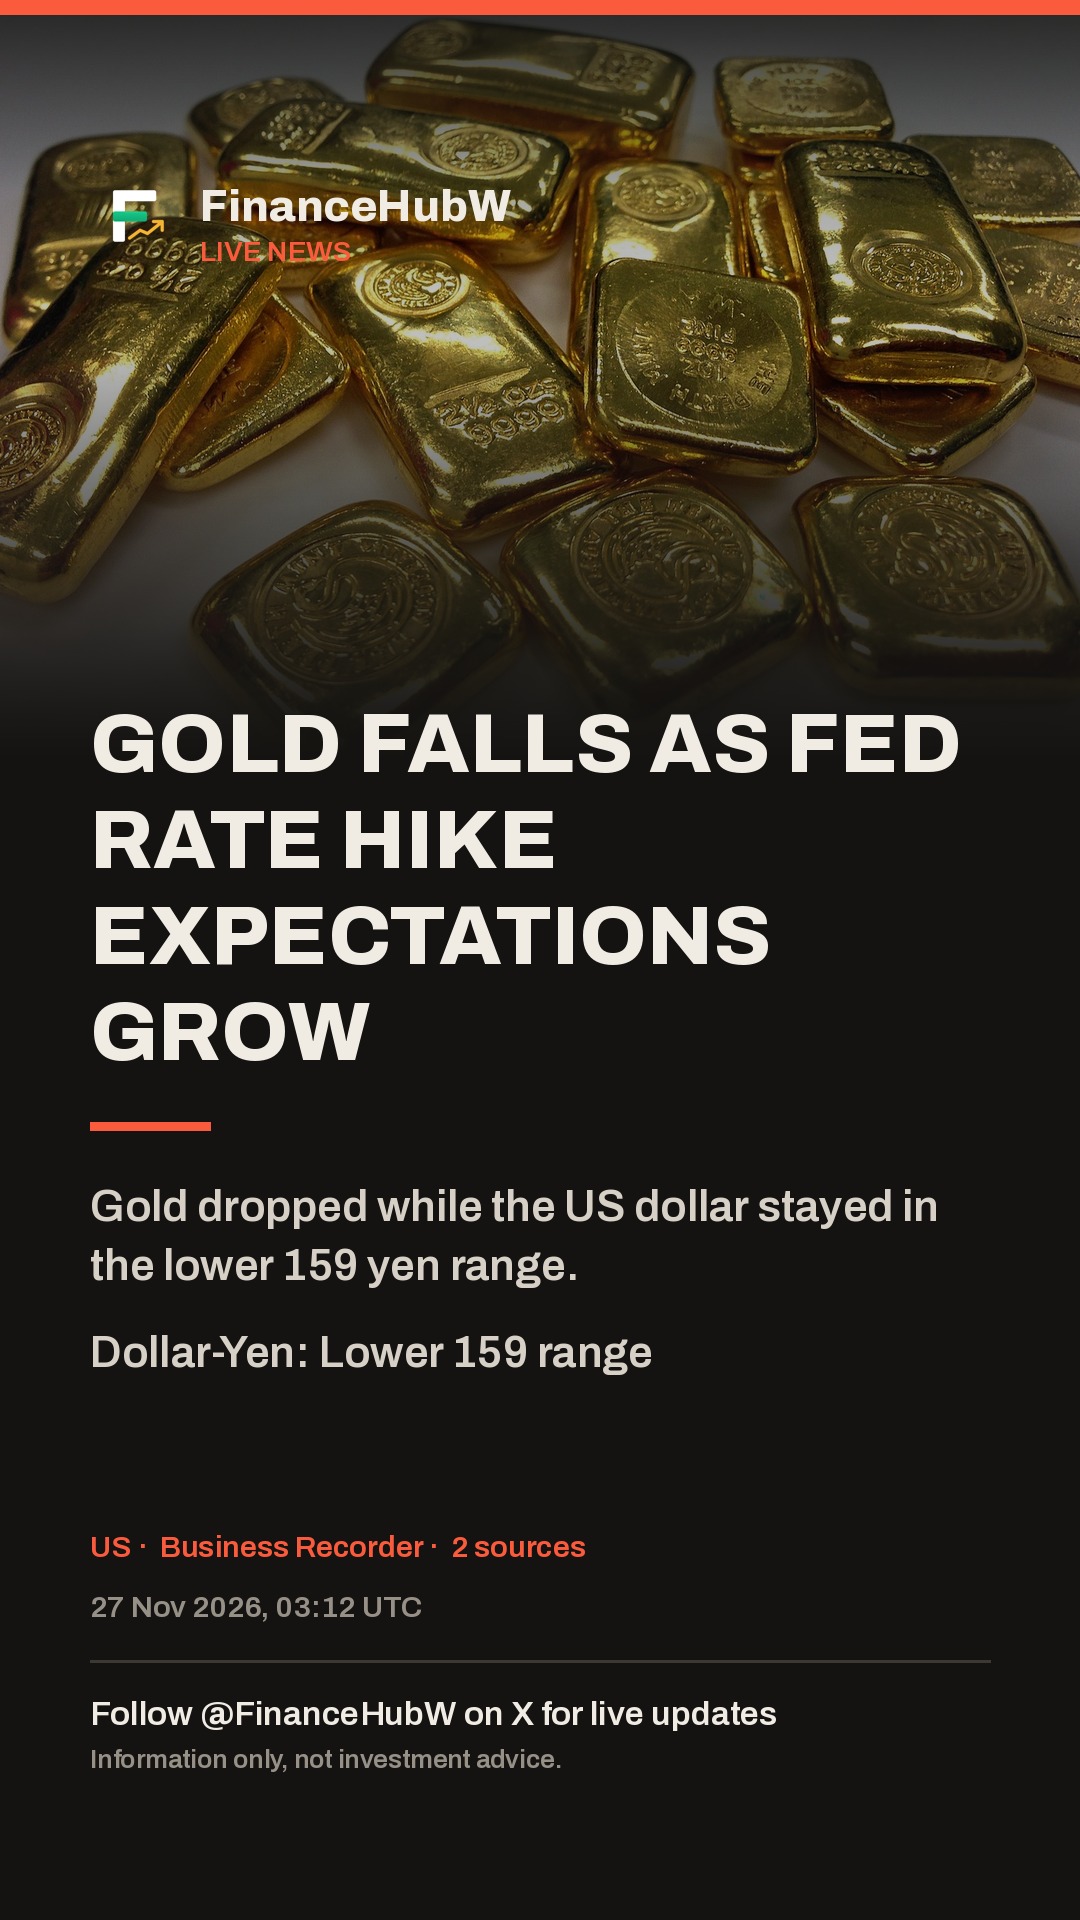 FinanceHubW
LIVE NEWS
GOLD FALLS AS FED
RATE HIKE
EXPECTATIONS
GROW
Gold dropped while the US dollar stayed in
the lower 159 yen range.
Dollar-Yen: Lower 159 range
US · Business Recorder · 2 sources
27 Nov 2026, 03:12 UTC
Follow @FinanceHubW on X for live updates
Information only, not investment advice.